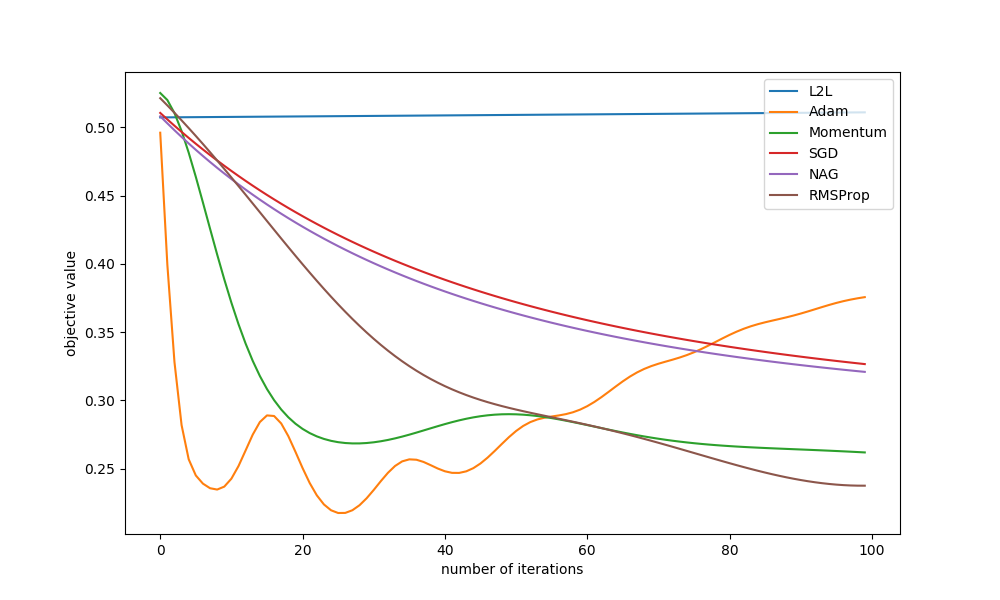 0.50
0.45
0.40
0.35
0.30
0.25
objective value
0 20 40 60 80 100
number of iterations
L2L
Adam
Momentum
SGD
NAG
RMSProp